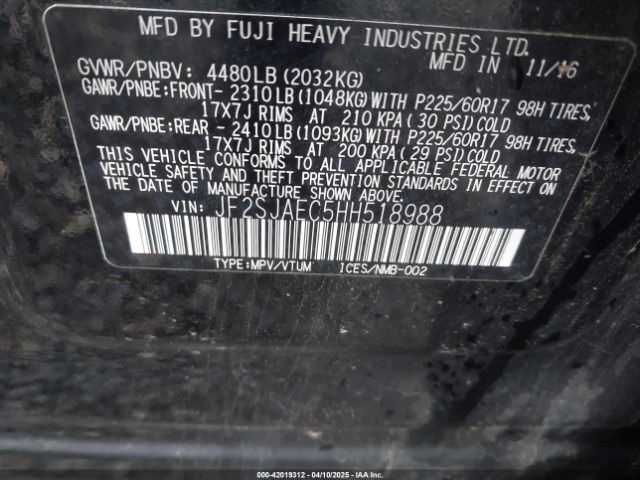 MFD BY FUJI HEAVY INDUSTRIES LTD.
MFD IN 11/16
GVWR/PNBV: 4480LB (2032KG)
GAWR/PNBE:FRONT- 2310LB (1048KG) WITH P225/60R17 98H TIRES,
17X7J RIMS AT 210 KPA (30 PSI) COLD
GAWR/PNBE:REAR - 2410LB (1093KG) WITH P225/60R17 98H TIRES,
17X7J RIMS AT 200 KPA (29 PSI) COLD
THIS VEHICLE CONFORMS TO ALL APPLICABLE FEDERAL MOTOR
VEHICLE SAFETY AND THEFT PREVENTION STANDARDS IN EFFECT ON
THE DATE OF MANUFACTURE SHOWN ABOVE.
VIN: JF2SJAEC5HH518988
TYPE:MPV/VTUM ICES/NMB-002
000-42019312 - 04/10/2025 - IAAI.COM